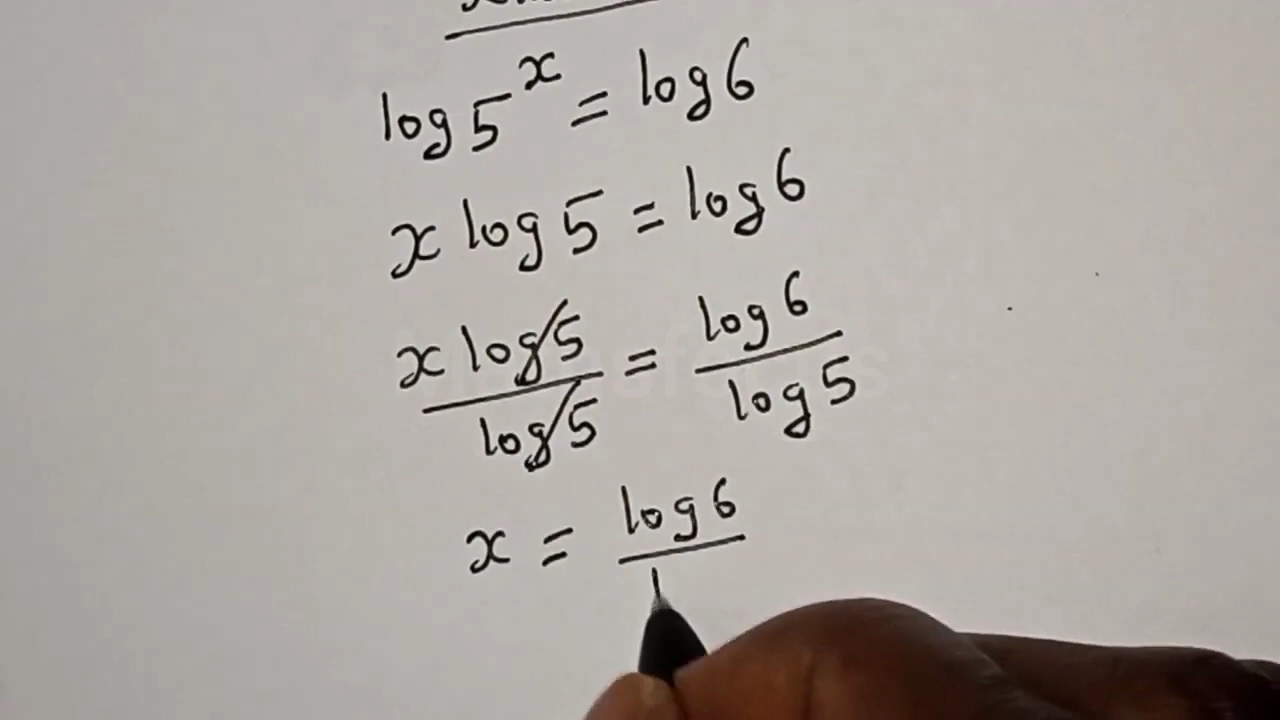 log 5^x = log 6
x log 5 = log 6
x log 5 / log 5 = log 6 / log 5
x = log 6 / l